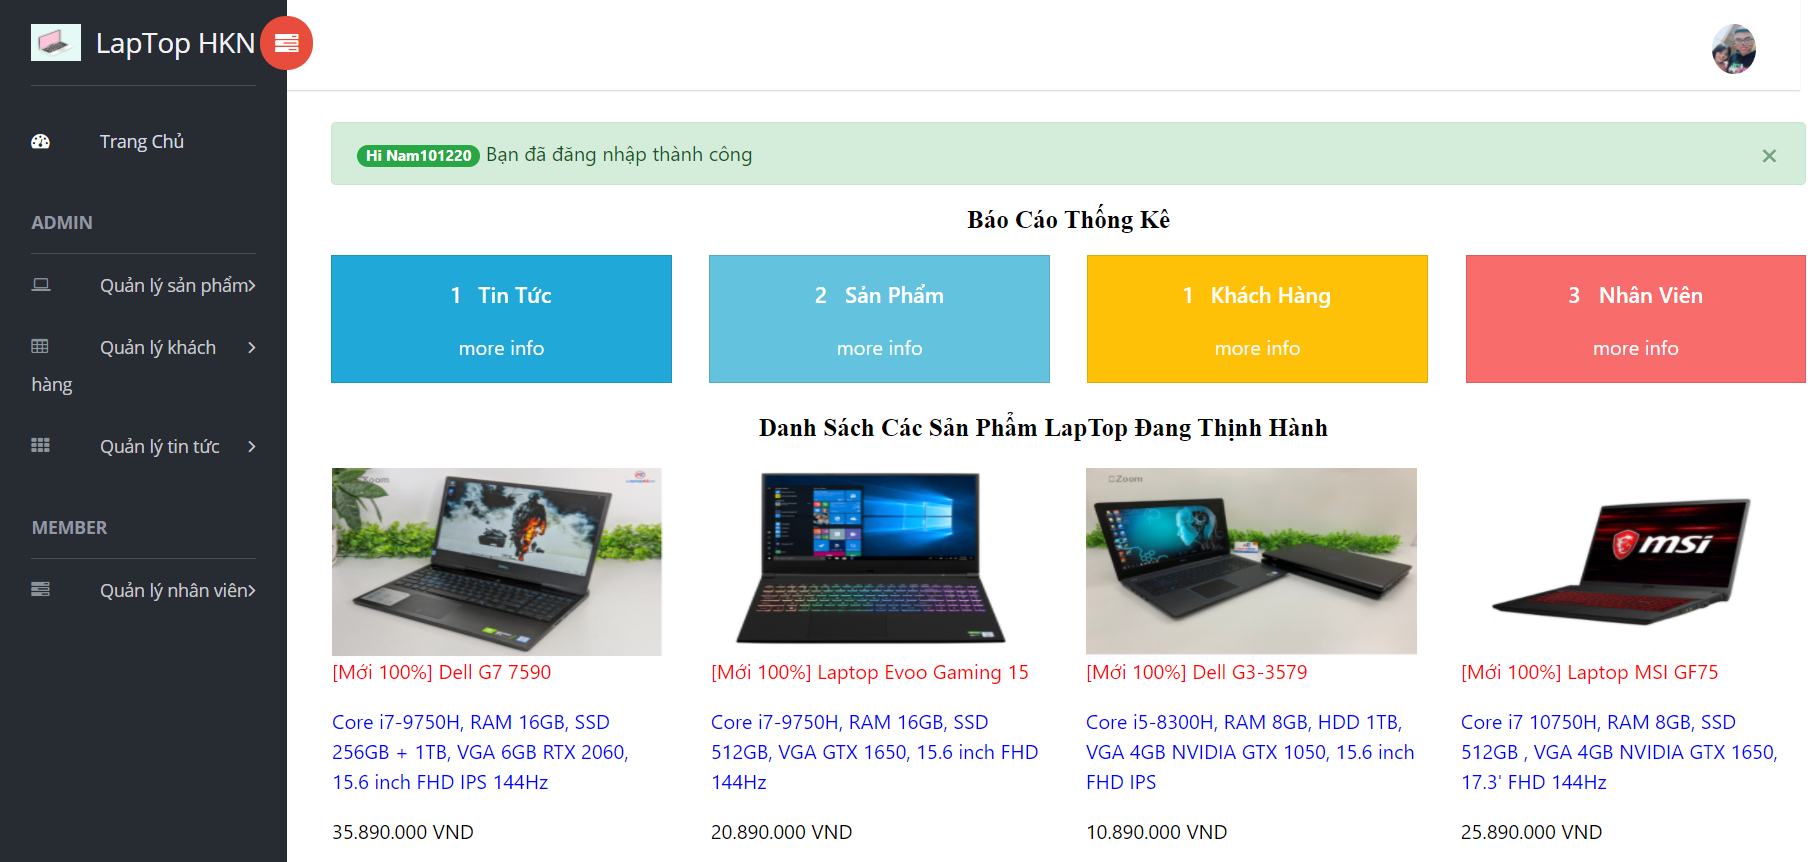 LapTop HKN
Trang Chủ
ADMIN
Quản lý sản phẩm
Quản lý khách
hàng
Quản lý tin tức
MEMBER
Quản lý nhân viên
Hi Nam101220 Bạn đã đăng nhập thành công ×
Báo Cáo Thống Kê
1 Tin Tức
more info
2 Sản Phẩm
more info
1 Khách Hàng
more info
3 Nhân Viên
more info
Danh Sách Các Sản Phẩm LapTop Đang Thịnh Hành
Zoom
msi
[Mới 100%] Dell G7 7590
Core i7-9750H, RAM 16GB, SSD
256GB + 1TB, VGA 6GB RTX 2060,
15.6 inch FHD IPS 144Hz
35.890.000 VND
[Mới 100%] Laptop Evoo Gaming 15
Core i7-9750H, RAM 16GB, SSD
512GB, VGA GTX 1650, 15.6 inch FHD
144Hz
20.890.000 VND
[Mới 100%] Dell G3-3579
Core i5-8300H, RAM 8GB, HDD 1TB,
VGA 4GB NVIDIA GTX 1050, 15.6 inch
FHD IPS
10.890.000 VND
[Mới 100%] Laptop MSI GF75
Core i7 10750H, RAM 8GB, SSD
512GB , VGA 4GB NVIDIA GTX 1650,
17.3' FHD 144Hz
25.890.000 VND